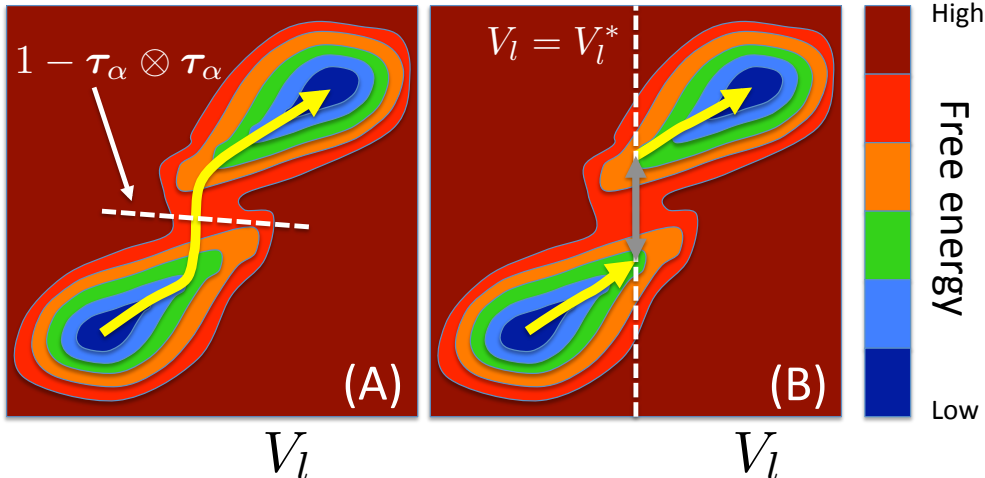 1 − τ_α ⊗ τ_α
(A)
V_l
V_l = V_l^*
(B)
V_l
High
Free energy
Low